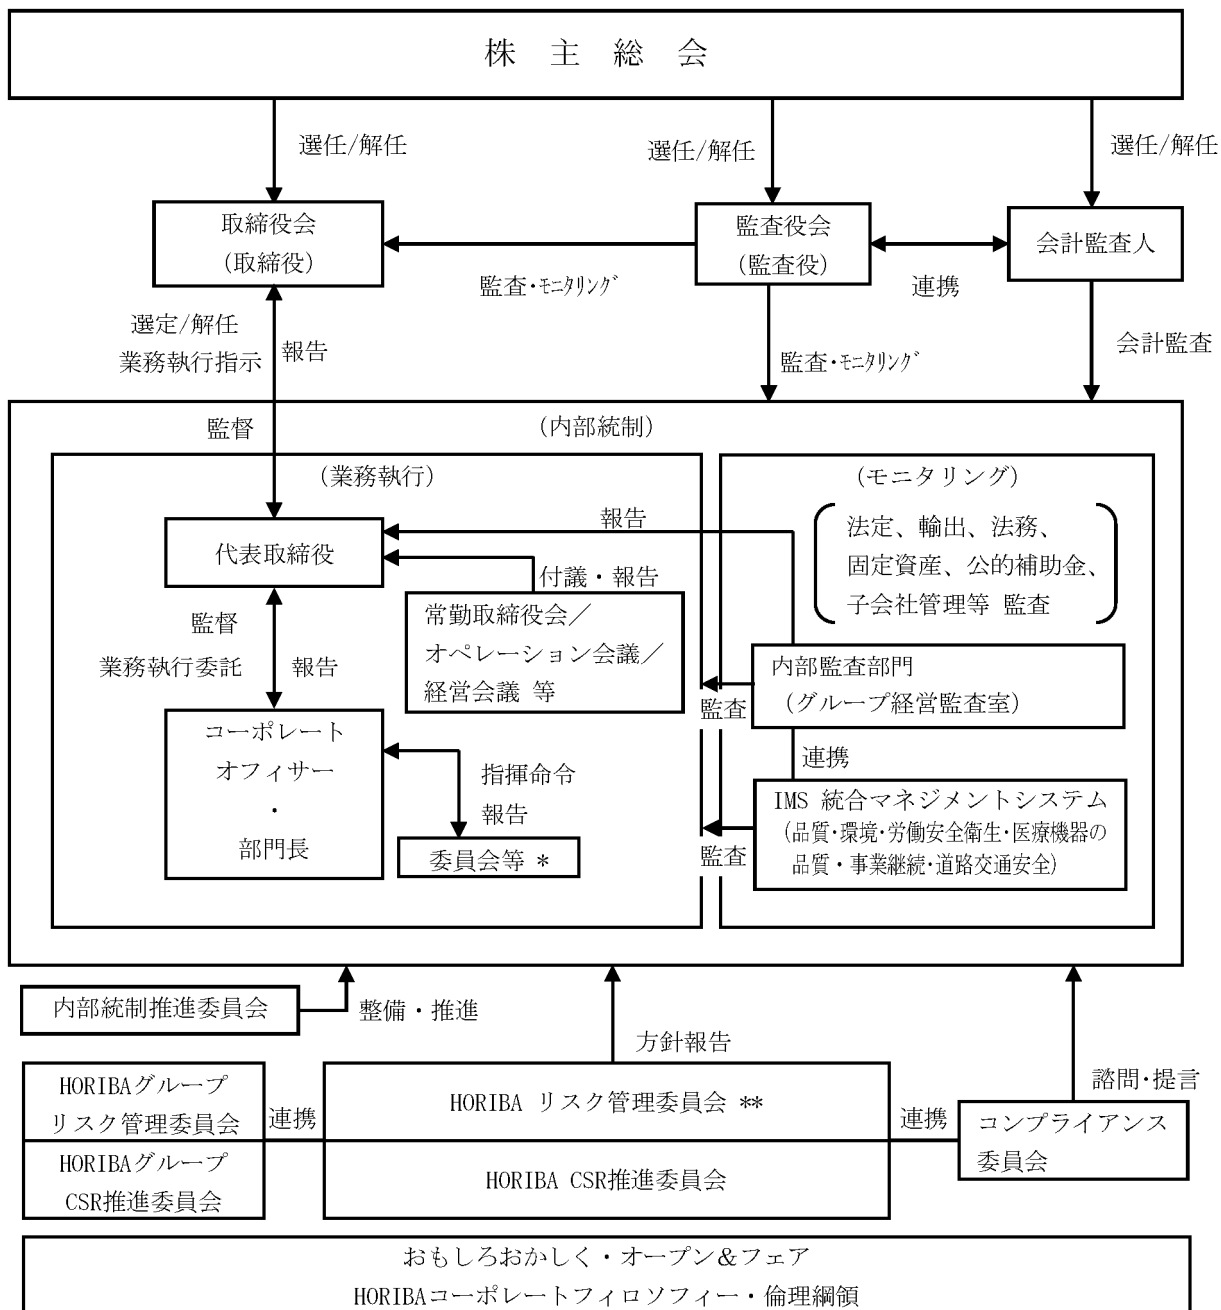 株 主 総 会
選任/解任
選任/解任
選任/解任
取締役会
(取締役)
監査役会
(監査役)
会計監査人
監査・ﾓﾆﾀﾘﾝｸﾞ
連携
選定/解任
業務執行指示
報告
監査・ﾓﾆﾀﾘﾝｸﾞ
会計監査
監督
(内部統制)
(業務執行)
(モニタリング)
代表取締役
報告
法定、輸出、法務、
固定資産、公的補助金、
子会社管理等 監査
付議・報告
監督
業務執行委託
報告
常勤取締役会／
オペレーション会議／
経営会議 等
内部監査部門
(グループ経営監査室)
監査
連携
コーポレート
オフィサー
・
部門長
指揮命令
報告
委員会等 *
IMS 統合マネジメントシステム
(品質・環境・労働安全衛生・医療機器の
品質・事業継続・道路交通安全)
監査
内部統制推進委員会
整備・推進
方針報告
諮問・提言
HORIBAグループ
リスク管理委員会
連携
HORIBA リスク管理委員会 **
連携
コンプライアンス
委員会
HORIBAグループ
CSR推進委員会
HORIBA CSR推進委員会
おもしろおかしく・オープン＆フェア
HORIBAコーポレートフィロソフィー・倫理綱領